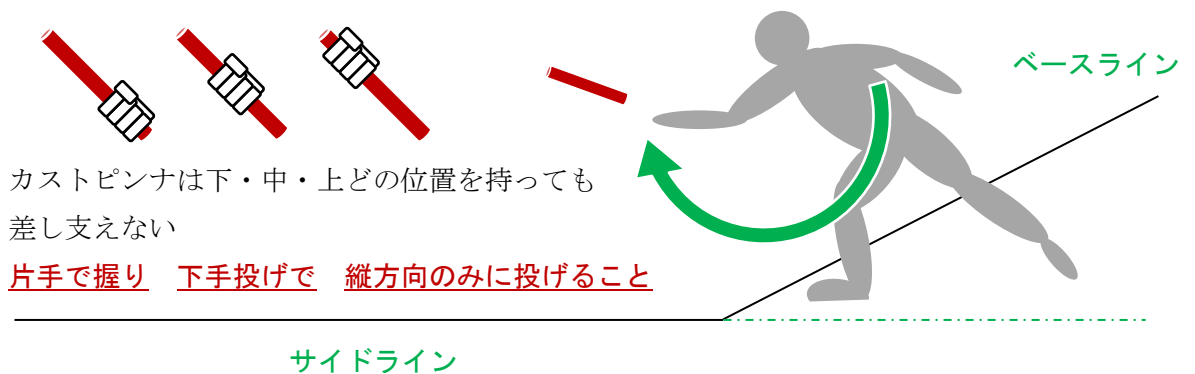 ベースライン
カストピンナは下・中・上どの位置を持っても
差し支えない
片手で握り　下手投げで　縦方向のみに投げること
サイドライン